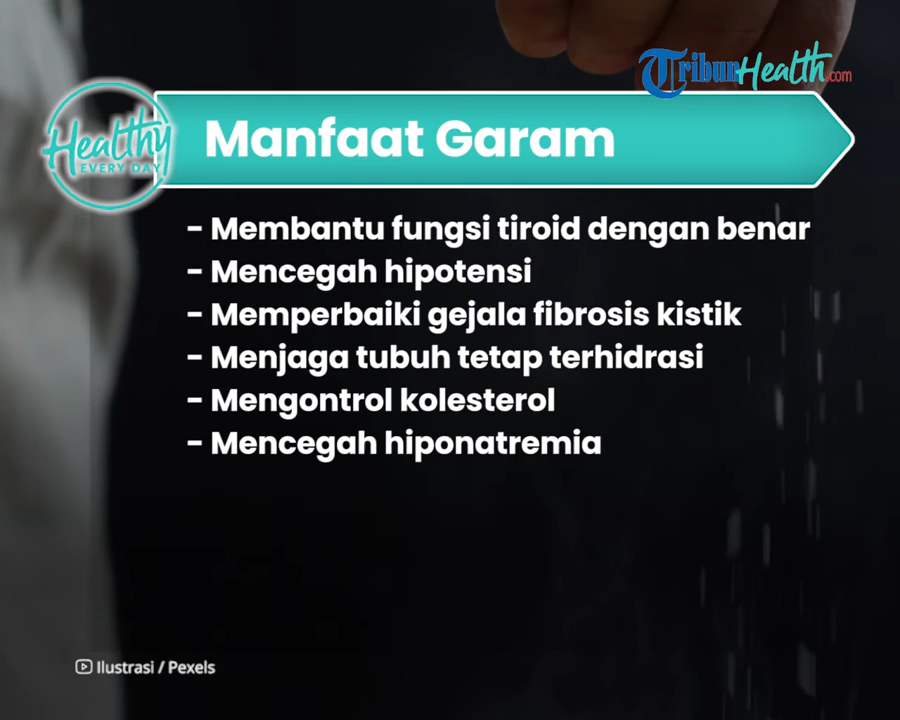 TribunHealth.com
Healthy
EVERY DAY
Manfaat Garam
- Membantu fungsi tiroid dengan benar
- Mencegah hipotensi
- Memperbaiki gejala fibrosis kistik
- Menjaga tubuh tetap terhidrasi
- Mengontrol kolesterol
- Mencegah hiponatremia
Ilustrasi / Pexels